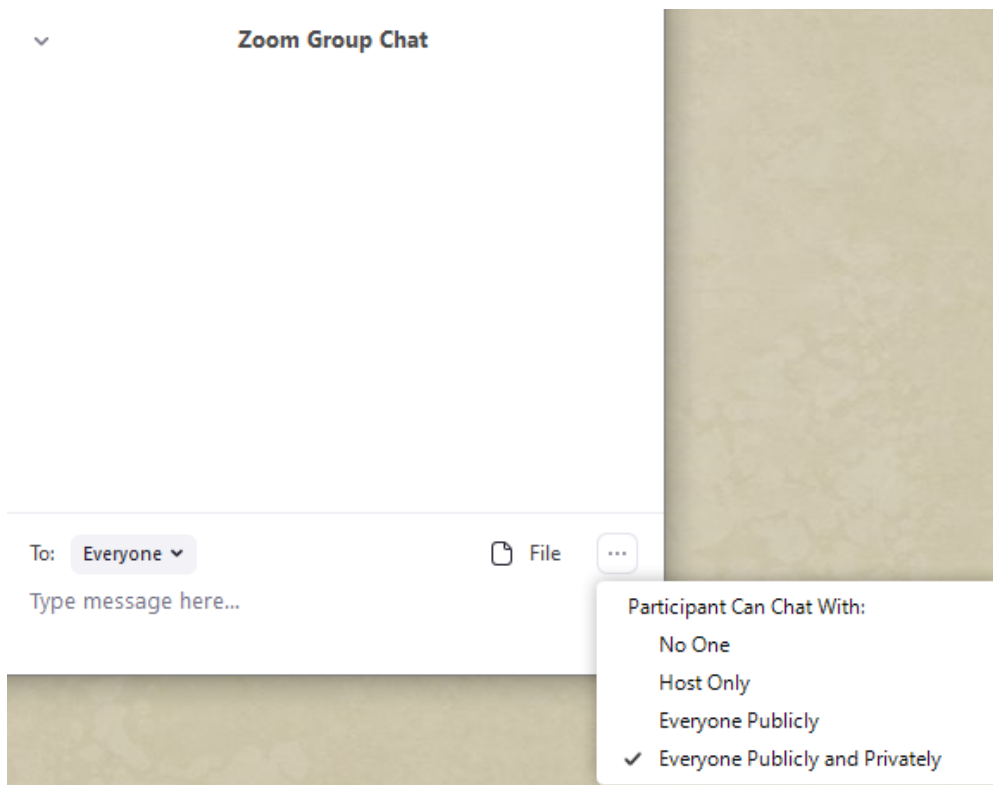 Zoom Group Chat
To: Everyone File ...
Type message here...
Participant Can Chat With:
No One
Host Only
Everyone Publicly
Everyone Publicly and Privately